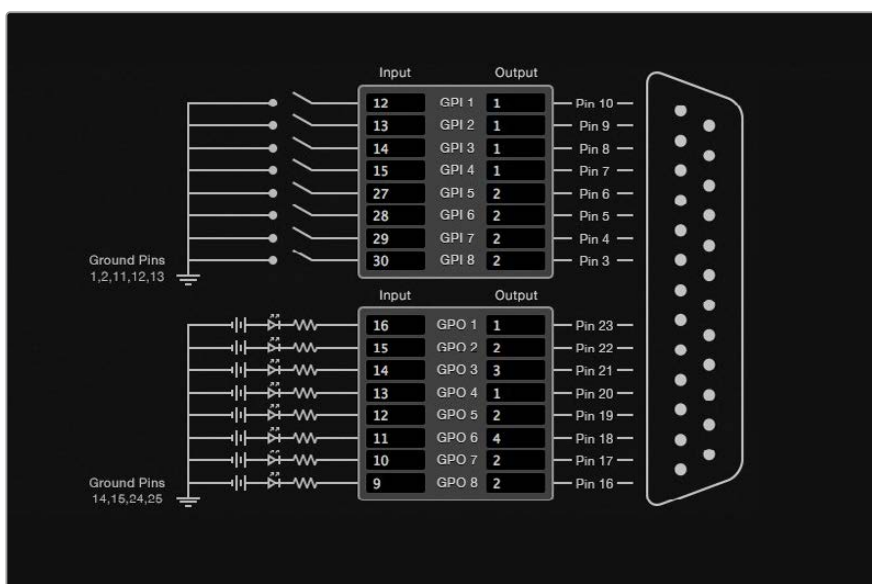 Input Output
12 GPI 1 1 Pin 10
13 GPI 2 1 Pin 9
14 GPI 3 1 Pin 8
15 GPI 4 1 Pin 7
27 GPI 5 2 Pin 6
28 GPI 6 2 Pin 5
29 GPI 7 2 Pin 4
30 GPI 8 2 Pin 3
Ground Pins
1,2,11,12,13
Input Output
16 GPO 1 1 Pin 23
15 GPO 2 2 Pin 22
14 GPO 3 3 Pin 21
13 GPO 4 1 Pin 20
12 GPO 5 2 Pin 19
11 GPO 6 4 Pin 18
10 GPO 7 2 Pin 17
9 GPO 8 2 Pin 16
Ground Pins
14,15,24,25